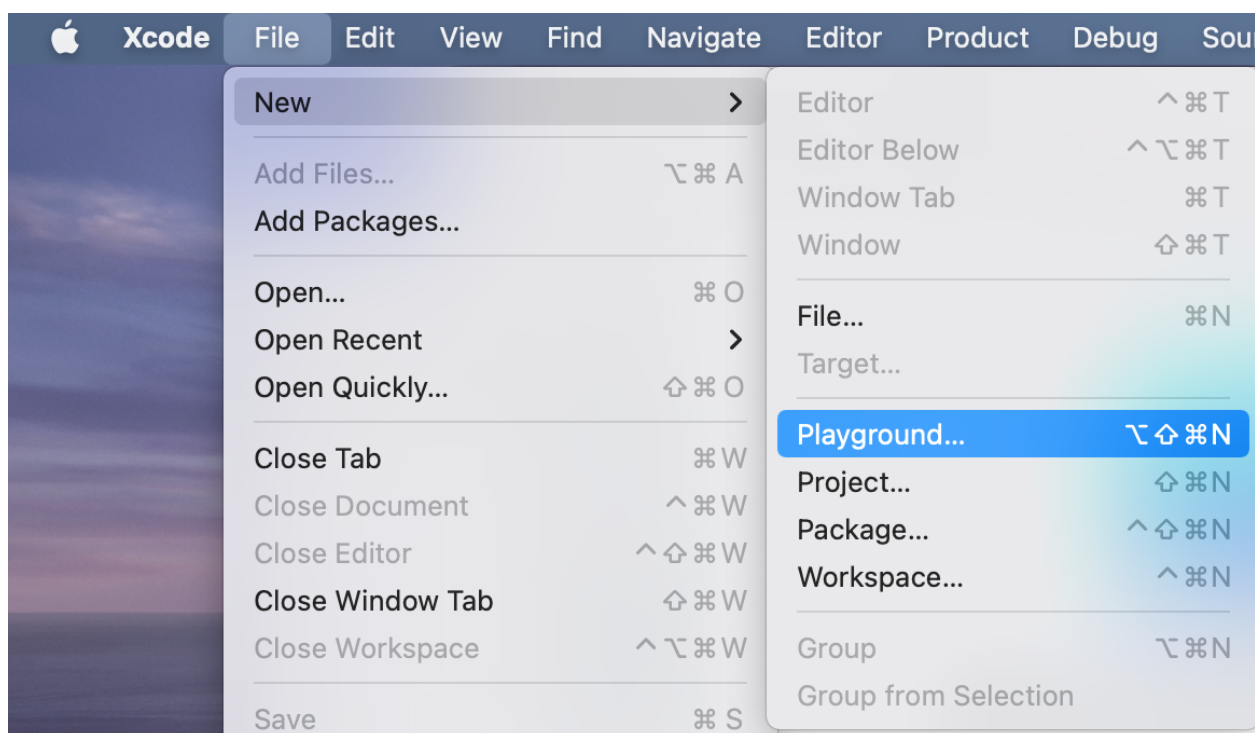 Xcode File Edit View Find Navigate Editor Product Debug
New
Add Files... ⌥⌘A
Add Packages...
Open... ⌘O
Open Recent
Open Quickly... ⇧⌘O
Close Tab ⌘W
Close Document ^⌘W
Close Editor ^⇧⌘W
Close Window Tab ⇧⌘W
Close Workspace ^⌥⌘W
Save ⌘S
Editor ^⌘T
Editor Below ^⌥⌘T
Window Tab ⌘T
Window ⇧⌘T
File... ⌘N
Target...
Playground... ⌥⇧⌘N
Project... ⇧⌘N
Package... ^⇧⌘N
Workspace... ^⌘N
Group ⌥⌘N
Group from Selection